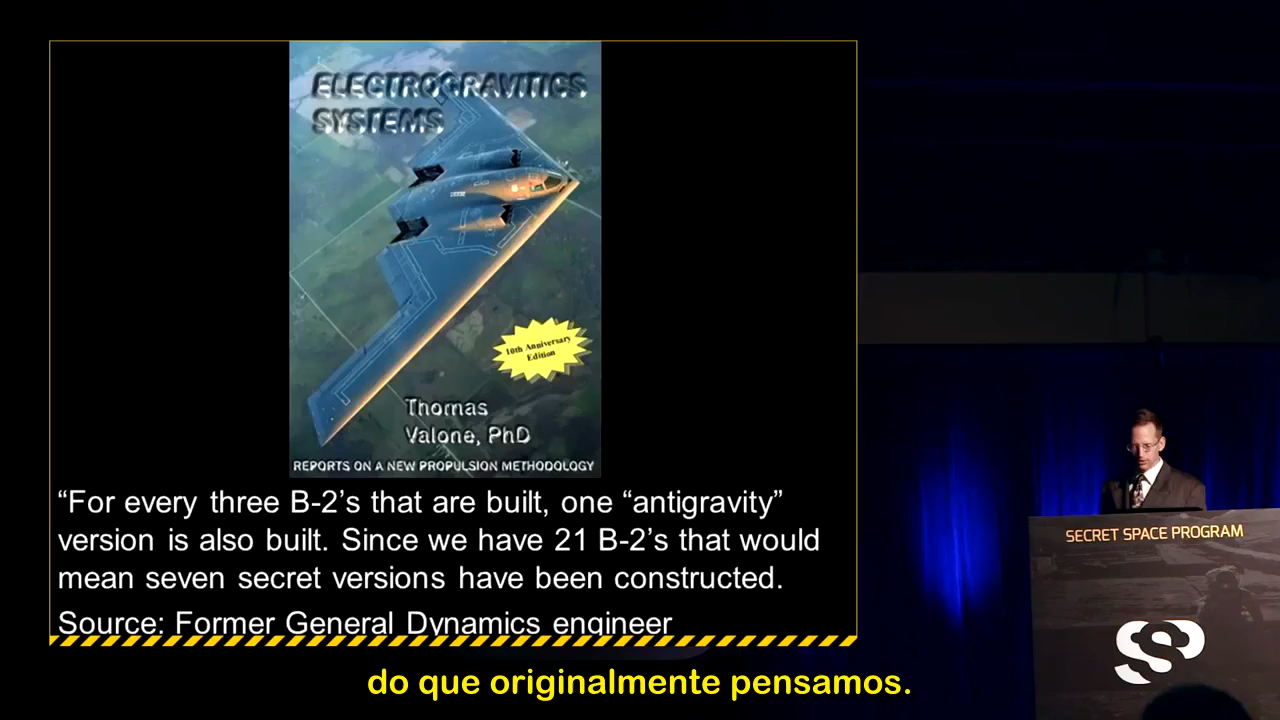 ELECTROGRAVITICS
SYSTEMS
10th Anniversary
Edition
Thomas
Valone, PhD
REPORTS ON A NEW PROPULSION METHODOLOGY
“For every three B-2’s that are built, one “antigravity”
version is also built. Since we have 21 B-2’s that would
mean seven secret versions have been constructed.
Source: Former General Dynamics engineer
SECRET SPACE PROGRAM
SSP
do que originalmente pensamos.